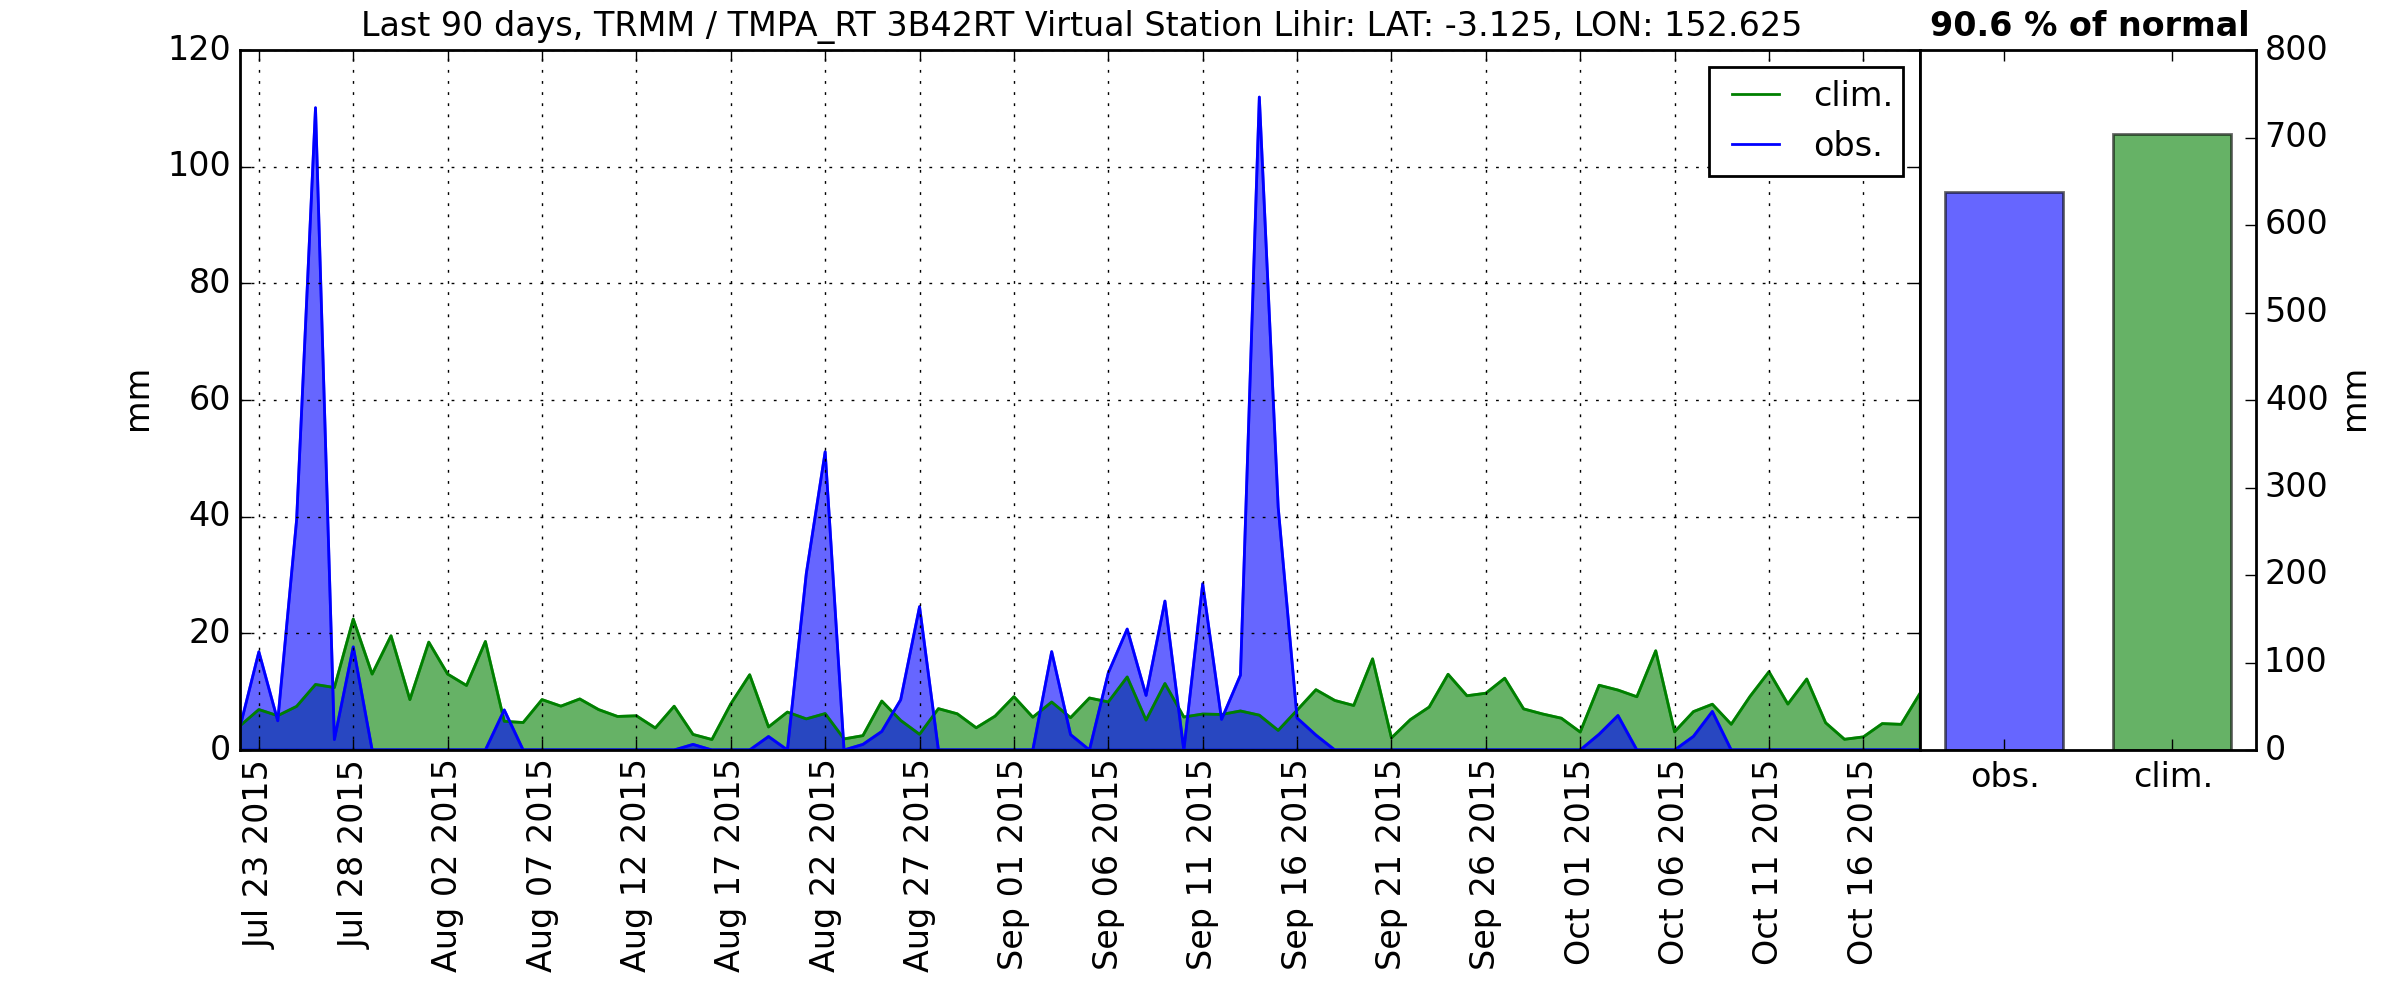 Last 90 days, TRMM / TMPA_RT 3B42RT Virtual Station Lihir: LAT: -3.125, LON: 152.625
90.6 % of normal
120
100
80
60
40
20
0
mm
clim.
obs.
800
700
600
500
400
300
200
100
0
mm
Jul 23 2015
Jul 28 2015
Aug 02 2015
Aug 07 2015
Aug 12 2015
Aug 17 2015
Aug 22 2015
Aug 27 2015
Sep 01 2015
Sep 06 2015
Sep 11 2015
Sep 16 2015
Sep 21 2015
Sep 26 2015
Oct 01 2015
Oct 06 2015
Oct 11 2015
Oct 16 2015
obs.
clim.